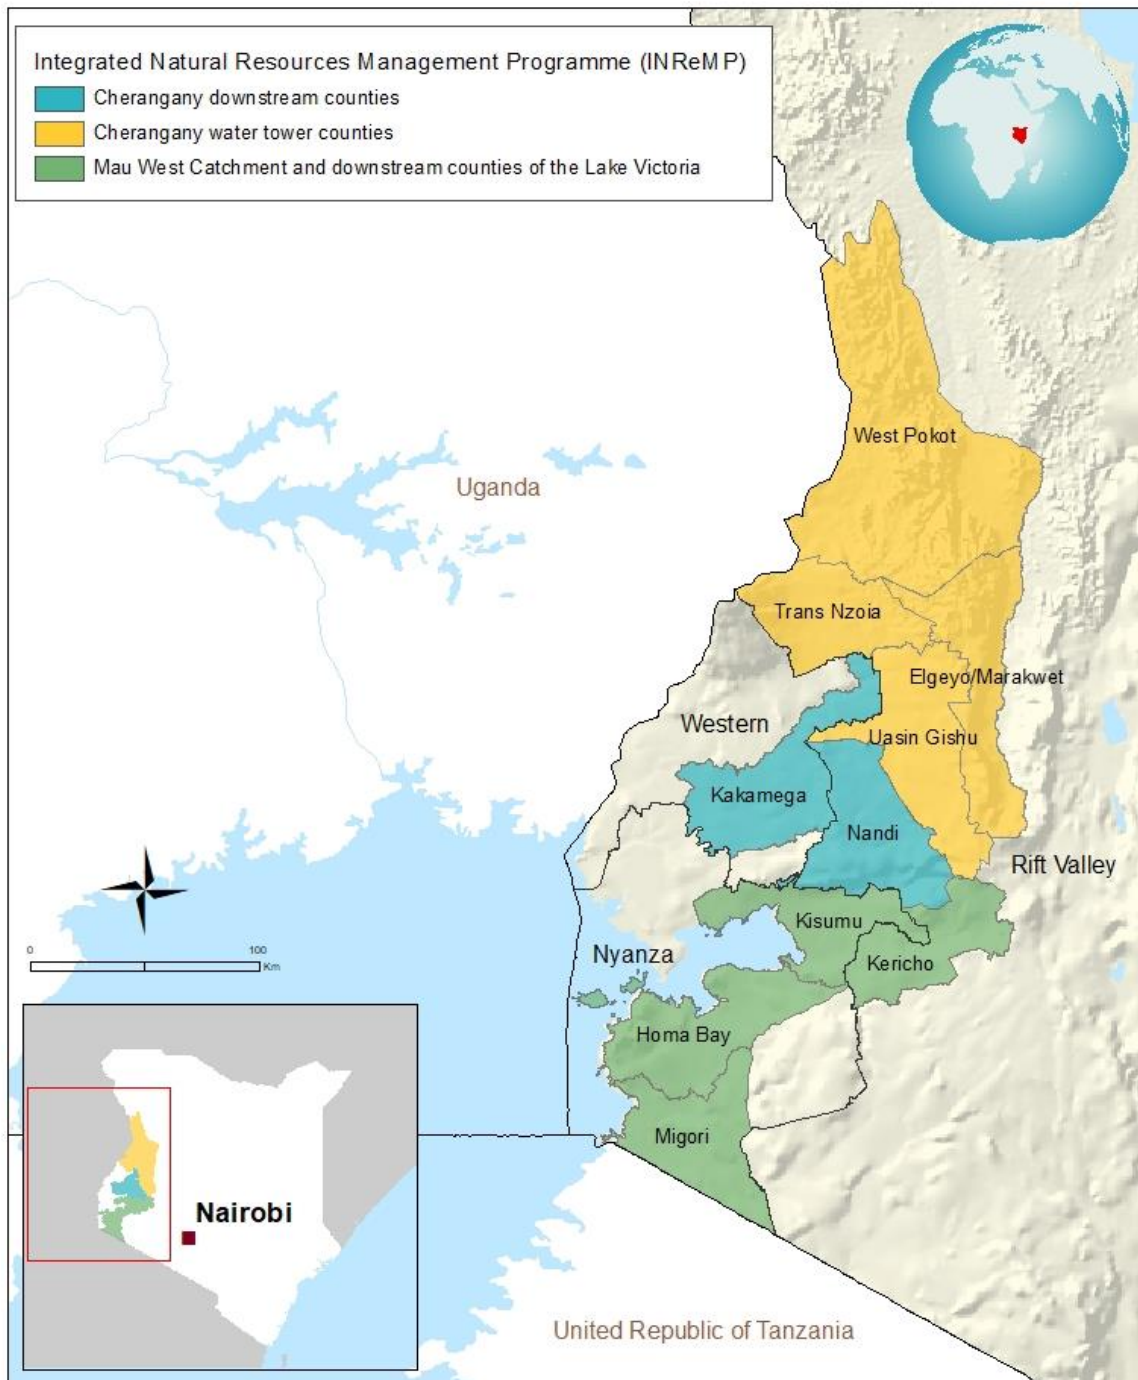 Integrated Natural Resources Management Programme (INReMP)
Cherangany downstream counties
Cherangany water tower counties
Mau West Catchment and downstream counties of the Lake Victoria
West Pokot
Uganda
Trans Nzoia
Elgeyo/Marakwet
Western
Uasin Gishu
Kakamega
Nandi
Rift Valley
Kisumu
0 100
Km
Nyanza
Kericho
Homa Bay
Migori
Nairobi
United Republic of Tanzania